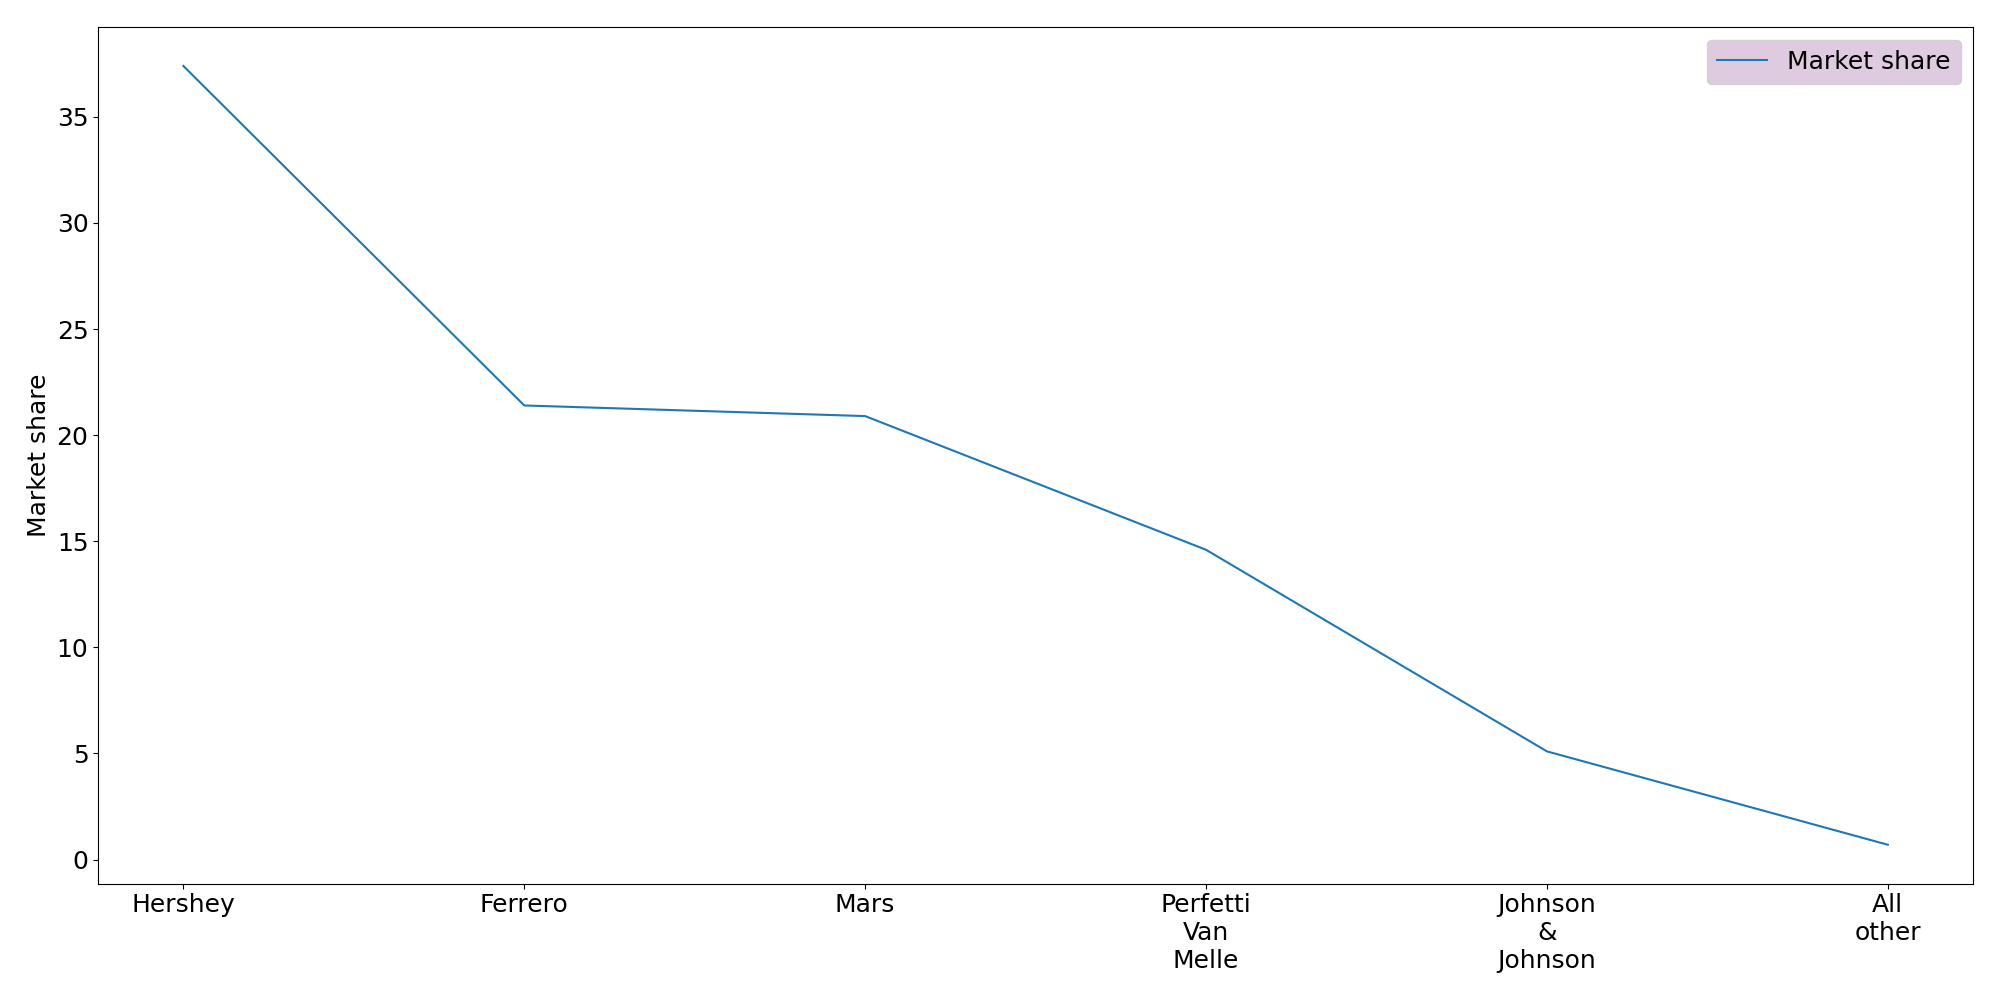 Market share
35
30
25
20
15
10
5
0
Market share
Hershey
Ferrero
Mars
Perfetti
Van
Melle
Johnson
&
Johnson
All
other